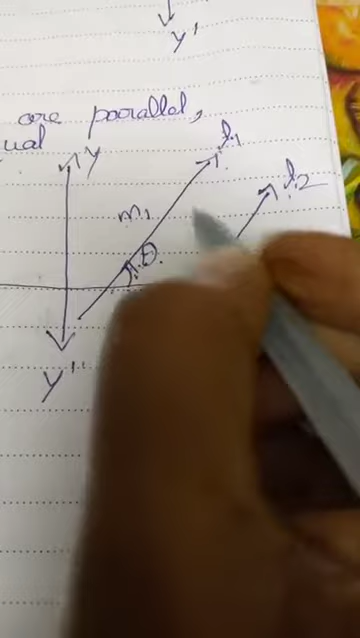 y'
are parallel,
ual
y
l1
l2
m1
θ
y''